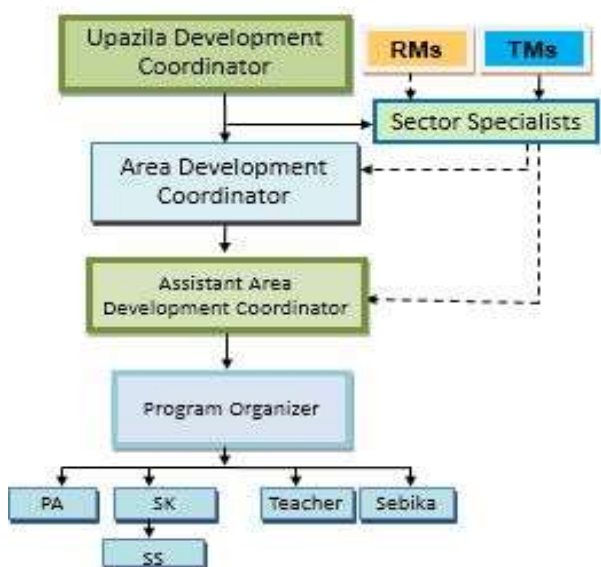 Upazila Development
Coordinator
RMs
TMs
Sector Specialists
Area Development
Coordinator
Assistant Area
Development Coordinator
Program Organizer
PA
SK
Teacher
Sebika
SS